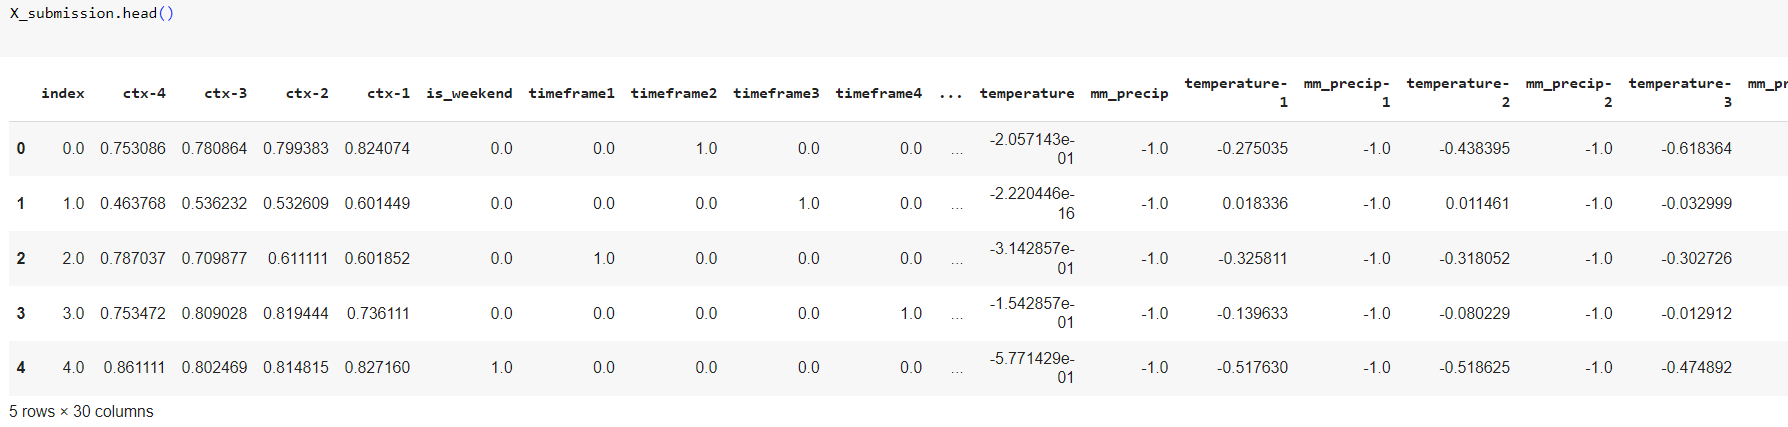 X_submission.head()
index ctx-4 ctx-3 ctx-2 ctx-1 is_weekend timeframe1 timeframe2 timeframe3 timeframe4 ... temperature mm_precip temperature-1 mm_precip-1 temperature-2 mm_precip-2 temperature-3 mm_pr
0 0.0 0.753086 0.780864 0.799383 0.824074 0.0 0.0 1.0 0.0 0.0 ... -2.057143e-01 -1.0 -0.275035 -1.0 -0.438395 -1.0 -0.618364
1 1.0 0.463768 0.536232 0.532609 0.601449 0.0 0.0 0.0 1.0 0.0 ... -2.220446e-16 -1.0 0.018336 -1.0 0.011461 -1.0 -0.032999
2 2.0 0.787037 0.709877 0.611111 0.601852 0.0 1.0 0.0 0.0 0.0 ... -3.142857e-01 -1.0 -0.325811 -1.0 -0.318052 -1.0 -0.302726
3 3.0 0.753472 0.809028 0.819444 0.736111 0.0 0.0 0.0 0.0 1.0 ... -1.542857e-01 -1.0 -0.139633 -1.0 -0.080229 -1.0 -0.012912
4 4.0 0.861111 0.802469 0.814815 0.827160 1.0 0.0 0.0 0.0 0.0 ... -5.771429e-01 -1.0 -0.517630 -1.0 -0.518625 -1.0 -0.474892
5 rows × 30 columns